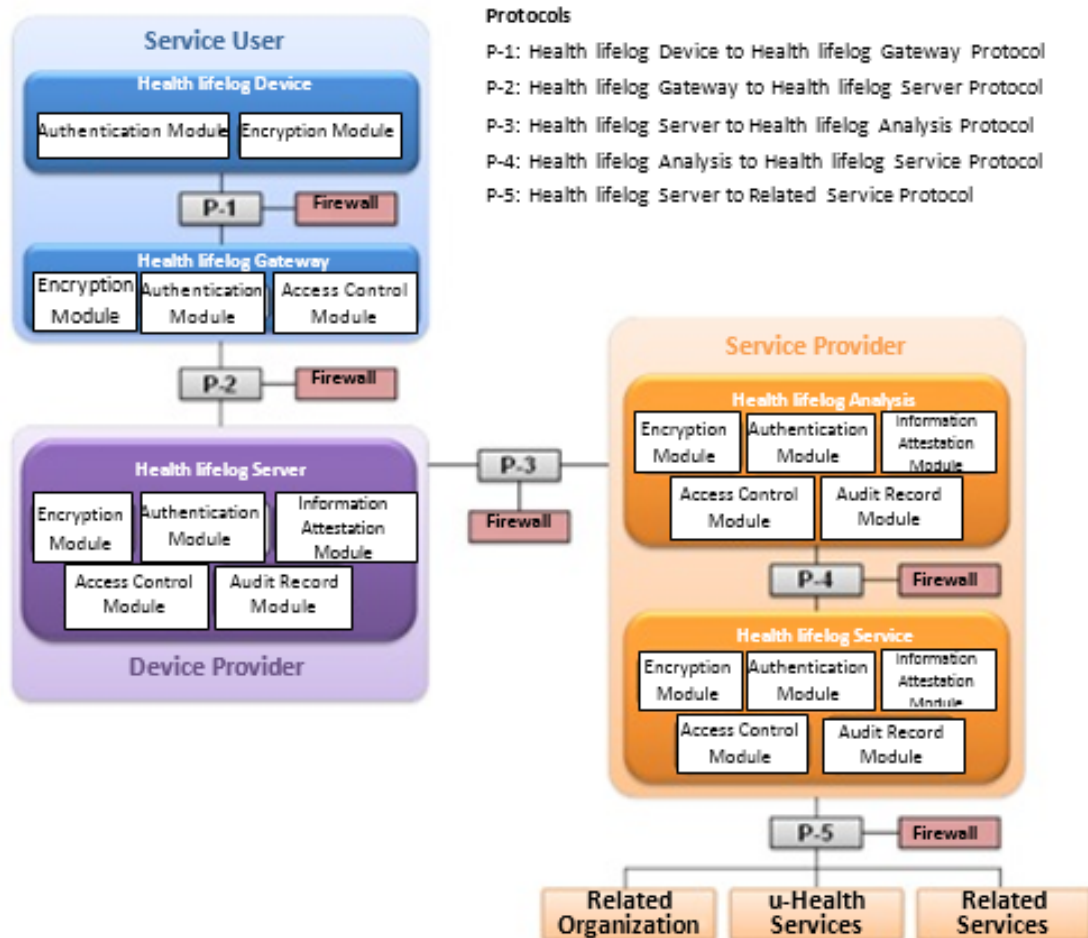 Protocols
P-1: Health lifelog Device to Health lifelog Gateway Protocol
P-2: Health lifelog Gateway to Health lifelog Server Protocol
P-3: Health lifelog Server to Health lifelog Analysis Protocol
P-4: Health lifelog Analysis to Health lifelog Service Protocol
P-5: Health lifelog Server to Related Service Protocol
Service User
Health lifelog Device
Authentication Module
Encryption Module
P-1
Firewall
Health lifelog Gateway
Encryption
Module
Authentication
Module
Access Control
Module
P-2
Firewall
Health lifelog Server
Encryption
Module
Authentication
Module
Information
Attestation
Module
Access Control
Module
Audit Record
Module
Device Provider
P-3
Firewall
Service Provider
Health lifelog Analysis
Encryption
Module
Authentication
Module
Information
Attestation
Module
Access Control
Module
Audit Record
Module
P-4
Firewall
Health lifelog Service
Encryption
Module
Authentication
Module
Information
Attestation
Module
Access Control
Module
Audit Record
Module
P-5
Firewall
Related
Organization
u-Health
Services
Related
Services